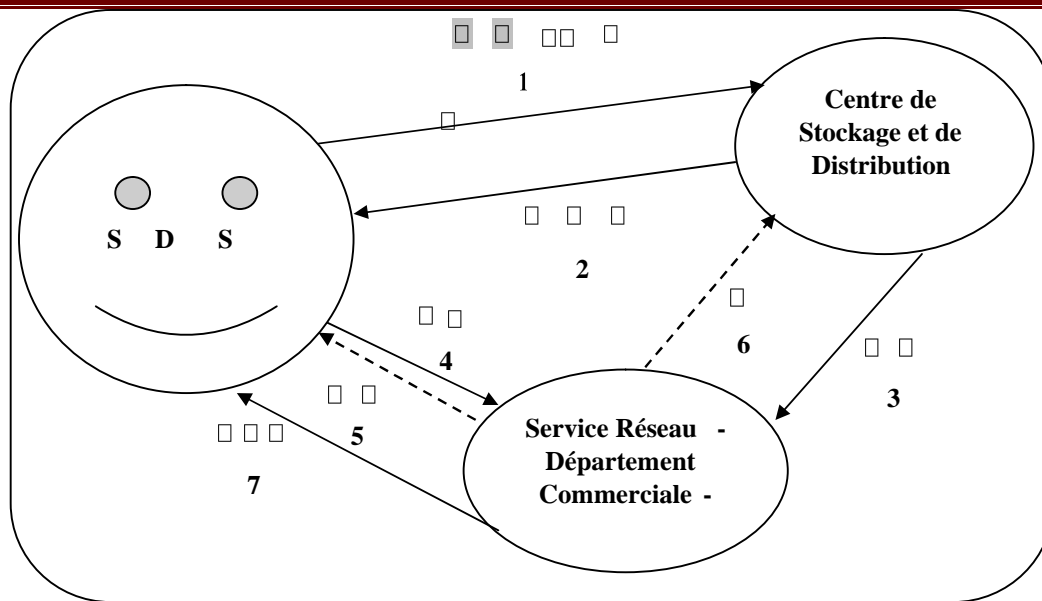 1
Centre de
Stockage et de
Distribution
S D S
2
6
4
3
5
Service Réseau -
Département
Commerciale -
7